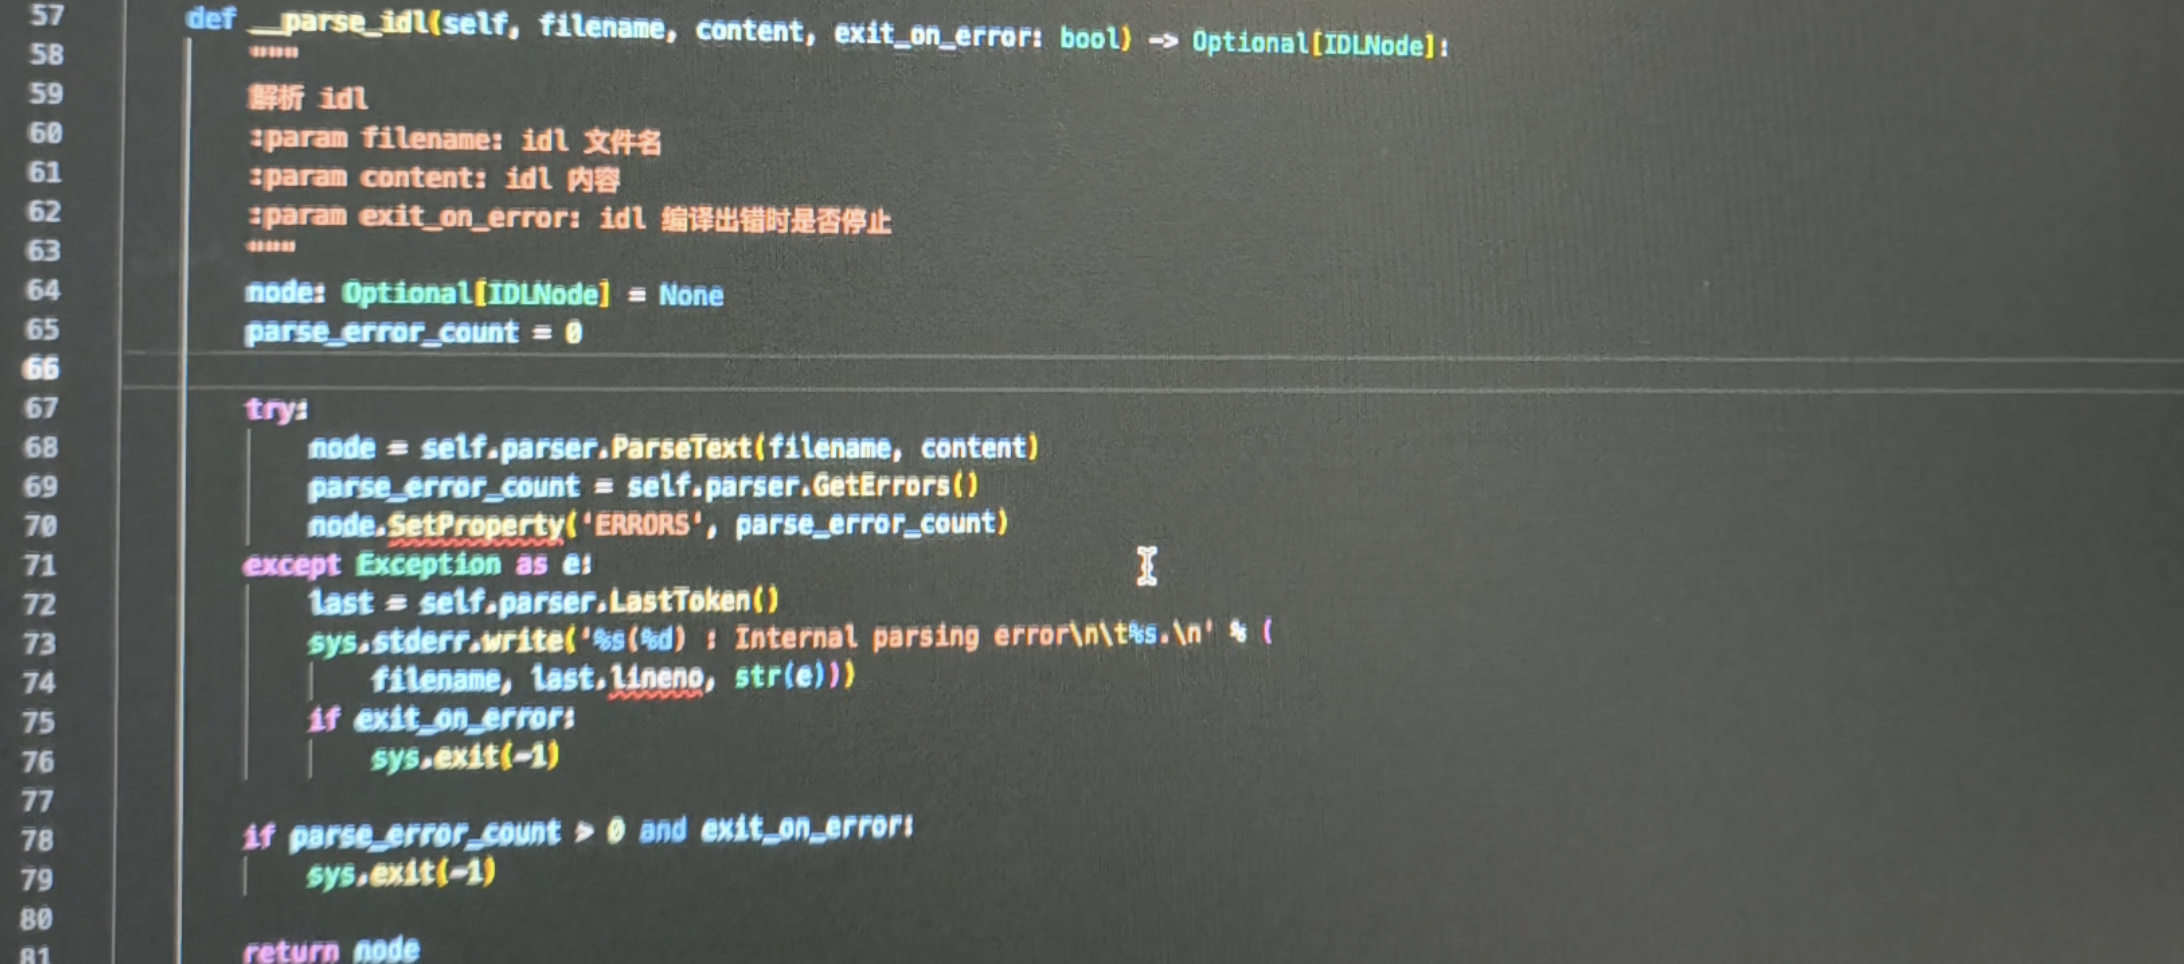 57 def __parse_idl(self, filename, content, exit_on_error: bool) -> Optional[IDLNode]:
58 """
59 解析 idl
60 :param filename: idl 文件名
61 :param content: idl 内容
62 :param exit_on_error: idl 编译出错时是否停止
63 """
64 node: Optional[IDLNode] = None
65 parse_error_count = 0
66
67 try:
68 node = self.parser.ParseText(filename, content)
69 parse_error_count = self.parser.GetErrors()
70 node.SetProperty('ERRORS', parse_error_count)
71 except Exception as e:
72 last = self.parser.LastToken()
73 sys.stderr.write('%s(%d) : Internal parsing error\n\t%s.\n' % (
74 filename, last.lineno, str(e)))
75 if exit_on_error:
76 sys.exit(-1)
77
78 if parse_error_count > 0 and exit_on_error:
79 sys.exit(-1)
80
81 return node